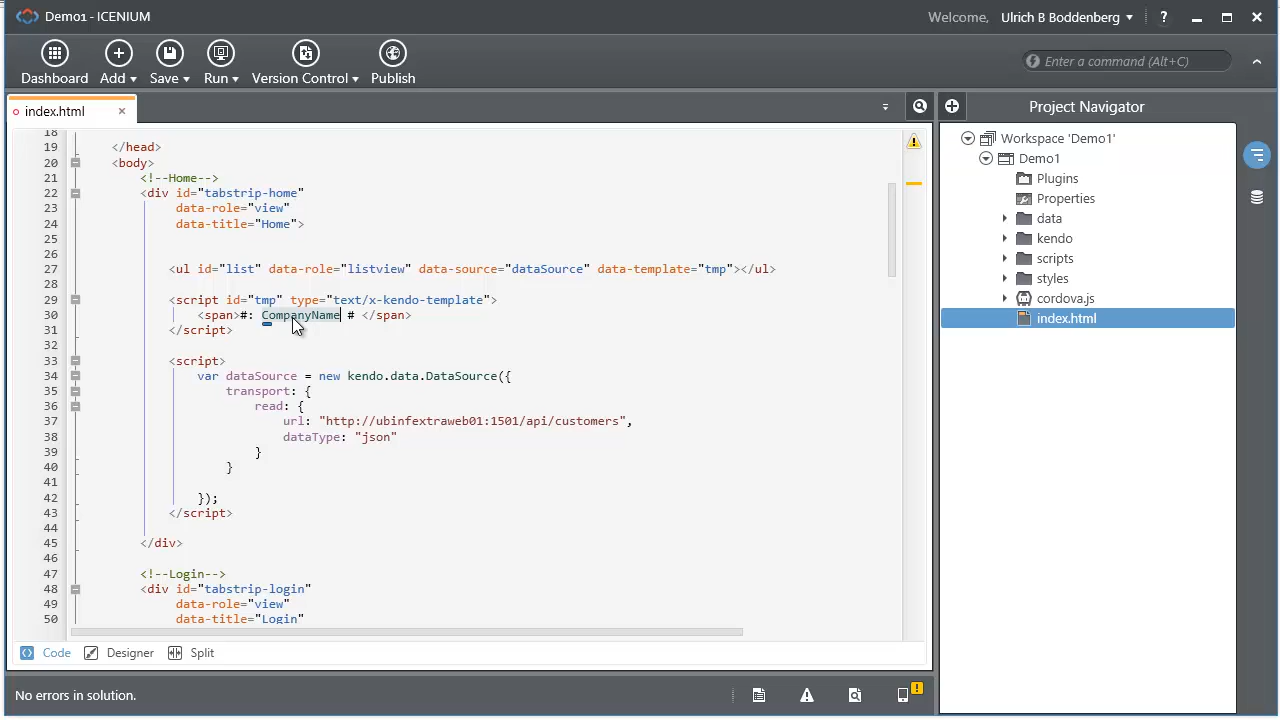 Demo1 - ICENIUM
Welcome, Ulrich B Boddenberg ?
Dashboard Add Save Run Version Control Publish
Enter a command (Alt+C)
index.html ×
Project Navigator
18
19 </head>
20 <body>
21 <!--Home-->
22 <div id="tabstrip-home"
23 data-role="view"
24 data-title="Home">
25
26
27 <ul id="list" data-role="listview" data-source="dataSource" data-template="tmp"></ul>
28
29 <script id="tmp" type="text/x-kendo-template">
30 <span>#: CompanyName # </span>
31 </script>
32
33 <script>
34 var dataSource = new kendo.data.DataSource({
35 transport: {
36 read: {
37 url: "http://ubinfextraweb01:1501/api/customers",
38 dataType: "json"
39 }
40 }
41
42 });
43 </script>
44
45 </div>
46
47 <!--Login-->
48 <div id="tabstrip-login"
49 data-role="view"
50 data-title="Login"
Workspace 'Demo1'
Demo1
Plugins
Properties
data
kendo
scripts
styles
cordova.js
index.html
Code Designer Split
No errors in solution.